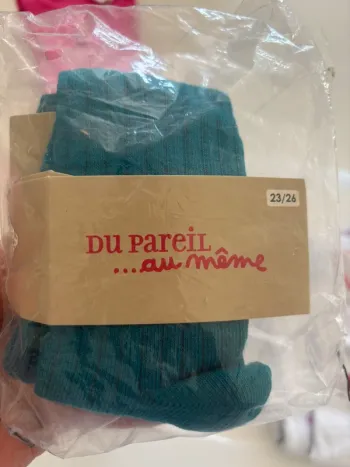 23/26
DU PAREIL
...au même